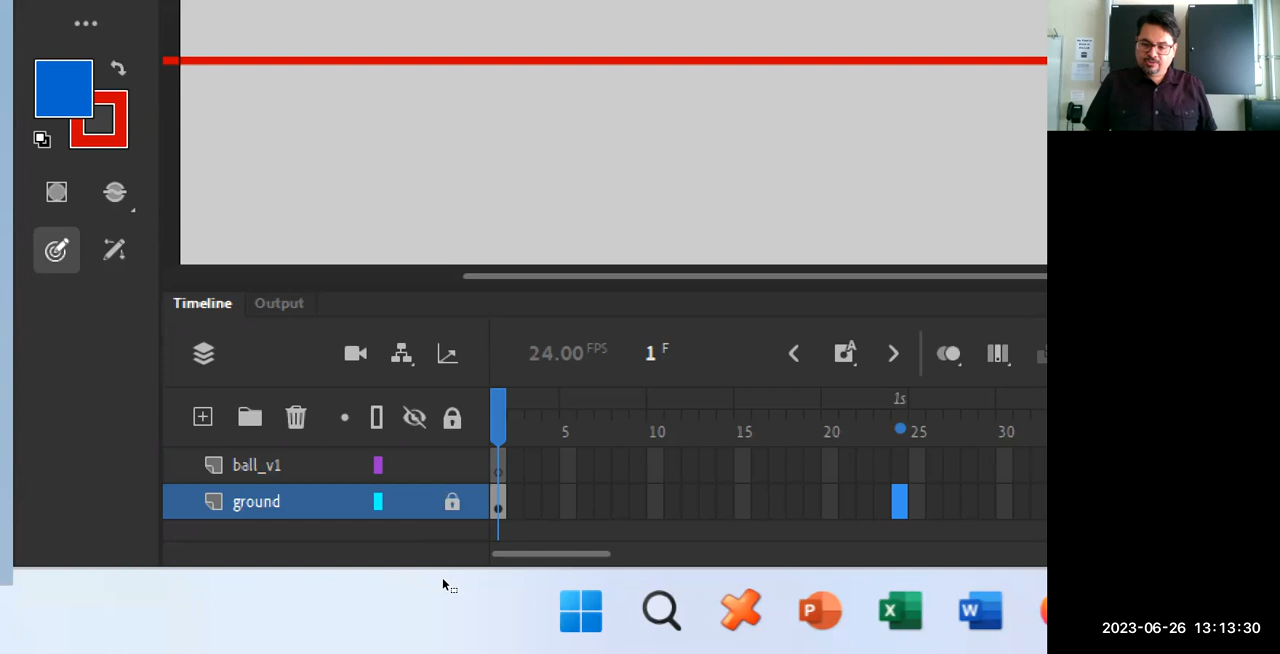 Timeline Output
24.00 FPS 1 F
1s
5 10 15 20 25 30
ball_v1
ground
P X W
2023-06-26 13:13:30